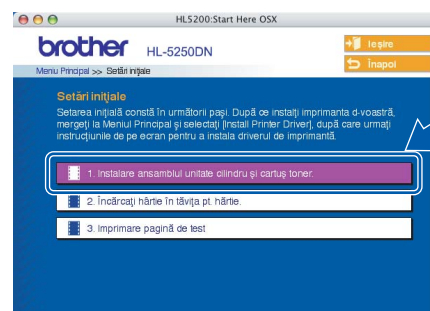 HL5200:Start Here OSX
brother HL-5250DN
Ieşire
Înapoi
Meniu Principal >> Setări iniţiale
Setări iniţiale
Setarea iniţială constă în următorii paşi. După ce instalţi imprimanta d-voastră,
mergeţi la Meniul Principal şi selectaţi [Install Printer Driver], după care urmaţi
instrucţiunile de pe ecran pentru a instala driverul de imprimantă.
1. Instalare ansamblul unitate cilindru şi cartuş toner.
2. Încărcaţi hârtie în tăviţa pt. hârtie.
3. Imprimare pagină de test